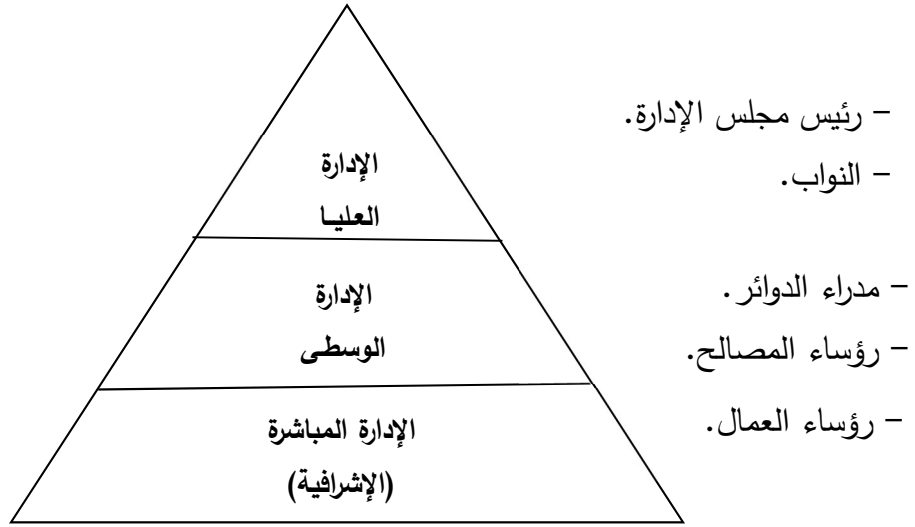 - رئيس مجلس الإدارة.
- النواب.
الإدارة
العليا
- مدراء الدوائر.
- رؤساء المصالح.
الإدارة
الوسطى
- رؤساء العمال.
الإدارة المباشرة
(الإشرافية)